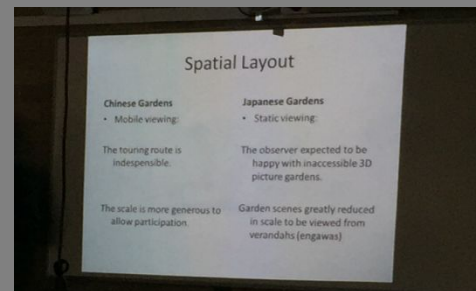 Spatial Layout
Chinese Gardens
• Mobile viewing:
The touring route is
indespensible.
The scale is more generous to
allow participation.
Japanese Gardens
• Static viewing:
The observer expected to be
happy with inaccessible 3D
picture gardens.
Garden scenes greatly reduced
in scale to be viewed from
verandahs (engawas)